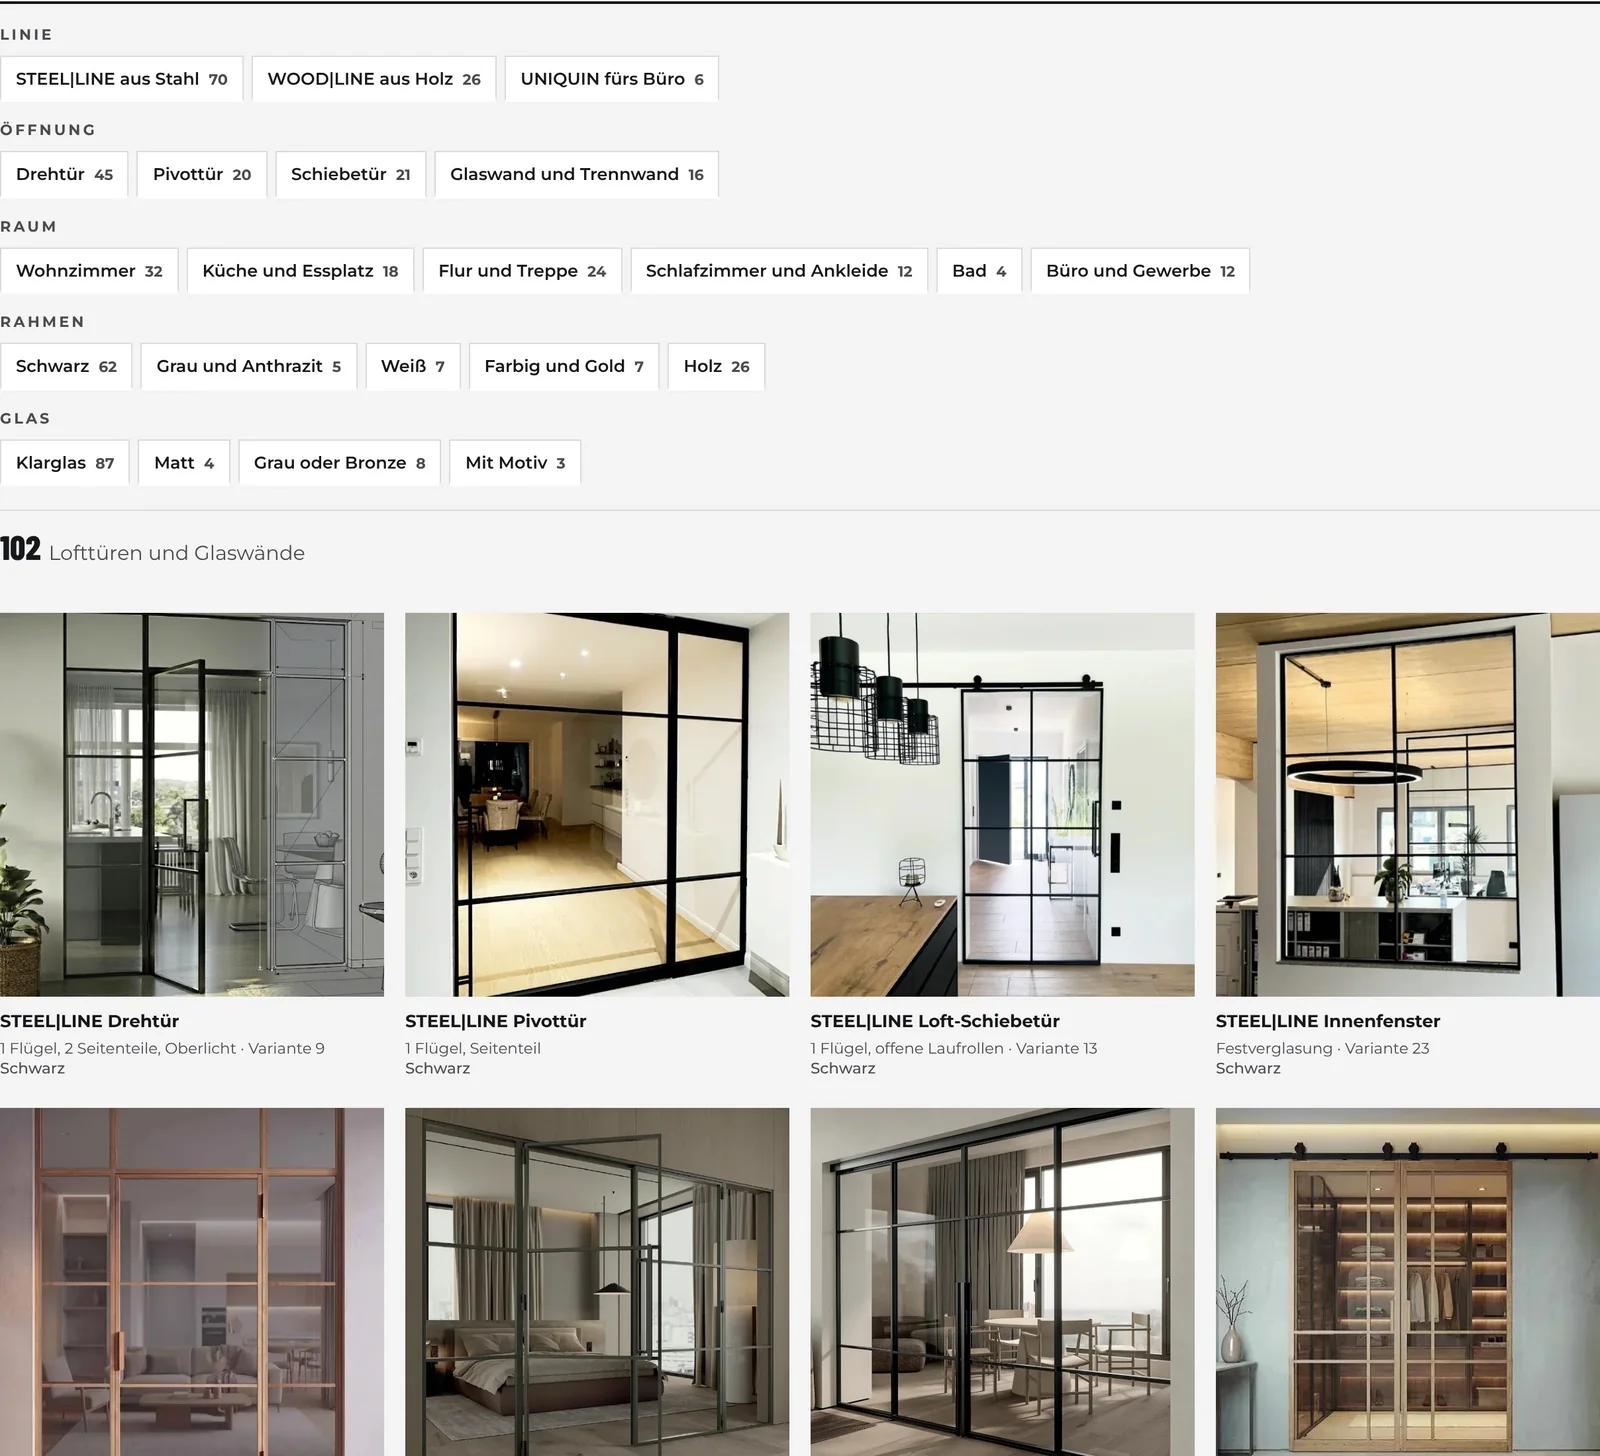 LINIE
STEEL|LINE aus Stahl 70 WOOD|LINE aus Holz 26 UNIQUIN fürs Büro 6
ÖFFNUNG
Drehtür 45 Pivottür 20 Schiebetür 21 Glaswand und Trennwand 16
RAUM
Wohnzimmer 32 Küche und Essplatz 18 Flur und Treppe 24 Schlafzimmer und Ankleide 12 Bad 4 Büro und Gewerbe 12
RAHMEN
Schwarz 62 Grau und Anthrazit 5 Weiß 7 Farbig und Gold 7 Holz 26
GLAS
Klarglas 87 Matt 4 Grau oder Bronze 8 Mit Motiv 3
102 Lofttüren und Glaswände
STEEL|LINE Drehtür
1 Flügel, 2 Seitenteile, Oberlicht · Variante 9
Schwarz
STEEL|LINE Pivottür
1 Flügel, Seitenteil
Schwarz
STEEL|LINE Loft-Schiebetür
1 Flügel, offene Laufrollen · Variante 13
Schwarz
STEEL|LINE Innenfenster
Festverglasung · Variante 23
Schwarz